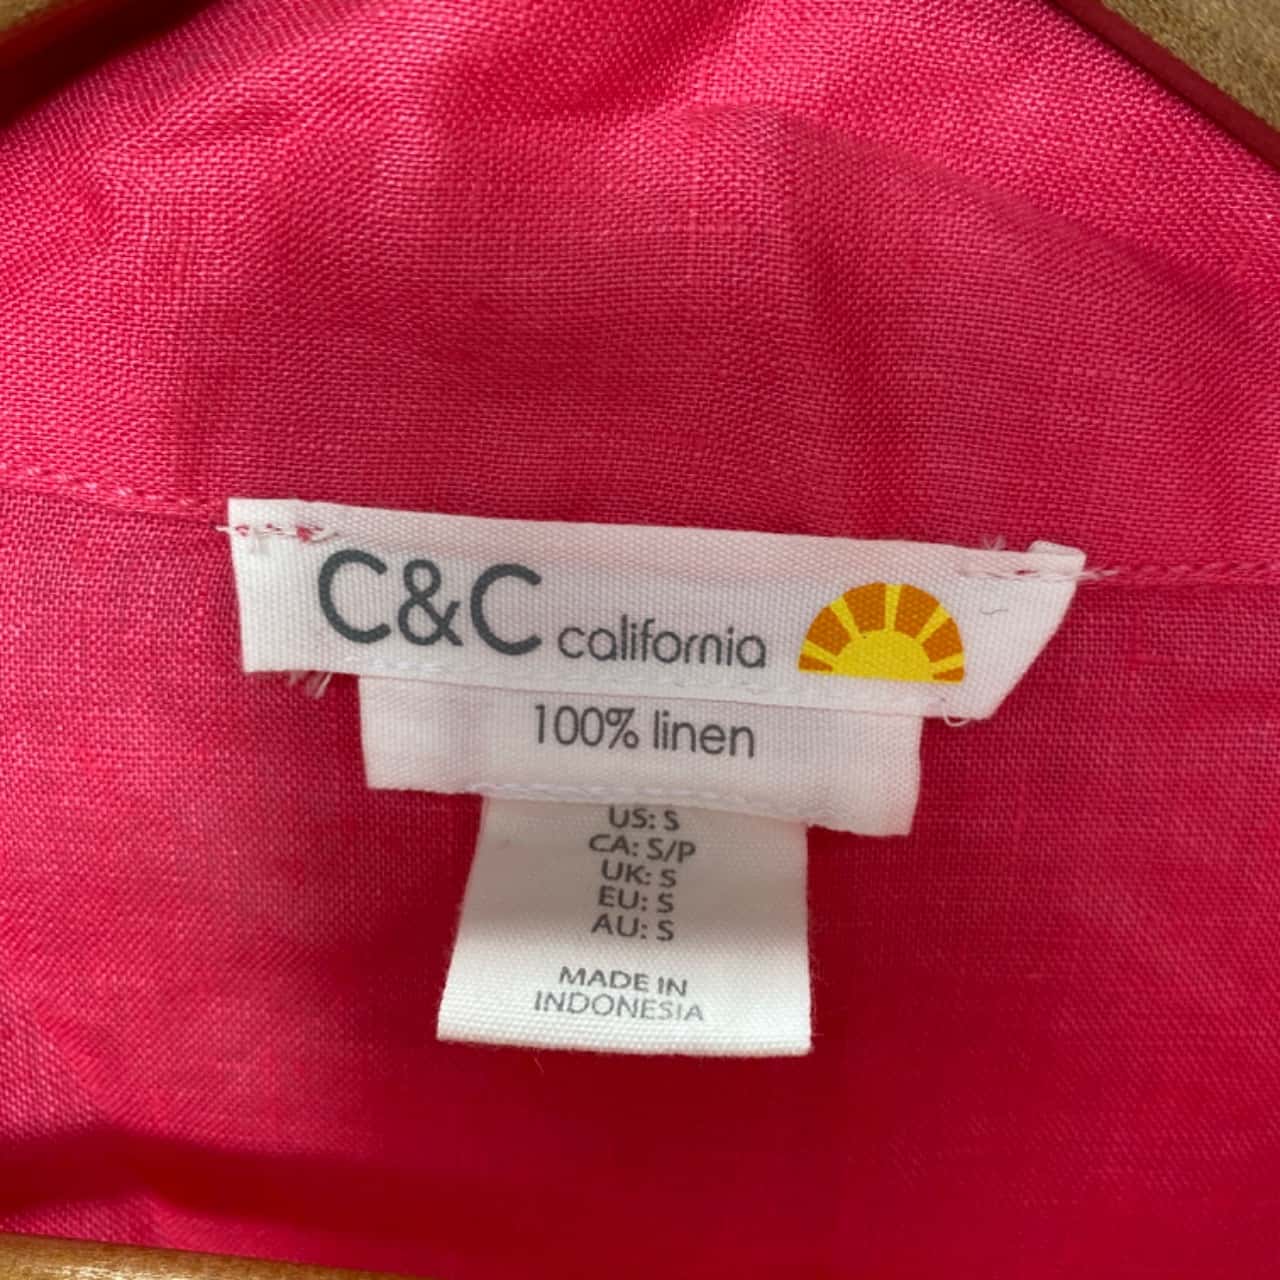 C&C california
100% linen
US: S
CA: S/P
UK: S
EU: S
AU: S
MADE IN
INDONESIA